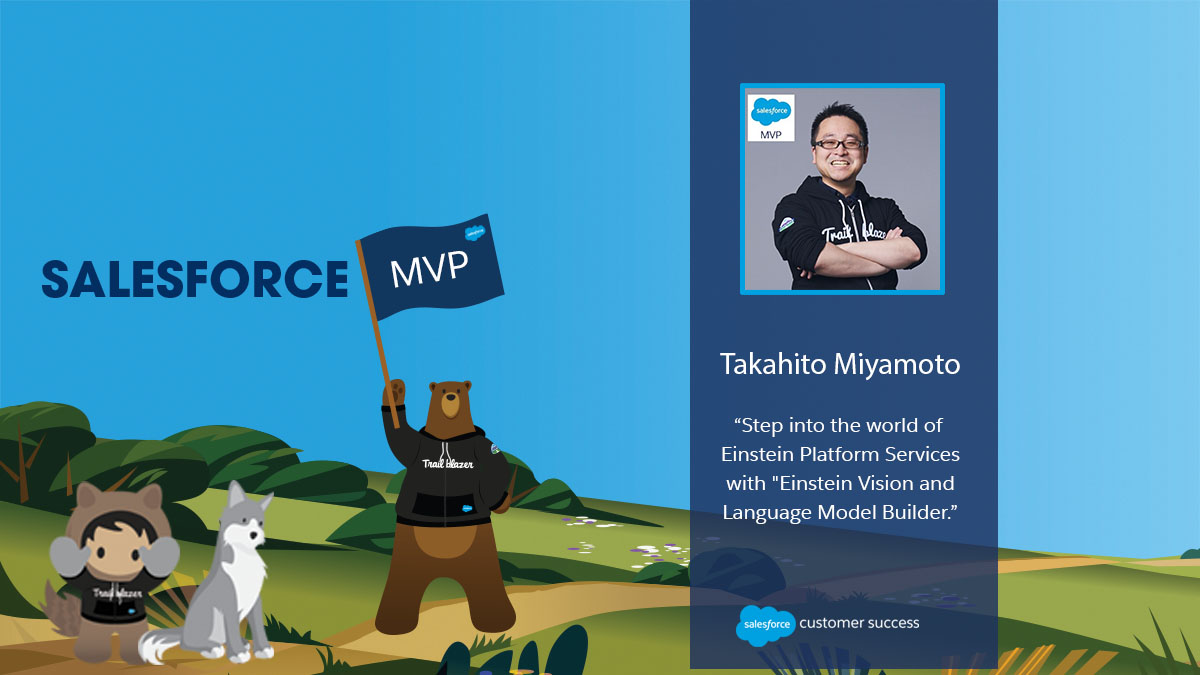 SALESFORCE
salesforce
MVP
Trailblazer
Trailblazer
salesforce
MVP
Trailblazer
Takahito Miyamoto
“Step into the world of
Einstein Platform Services
with "Einstein Vision and
Language Model Builder.”
salesforce customer success